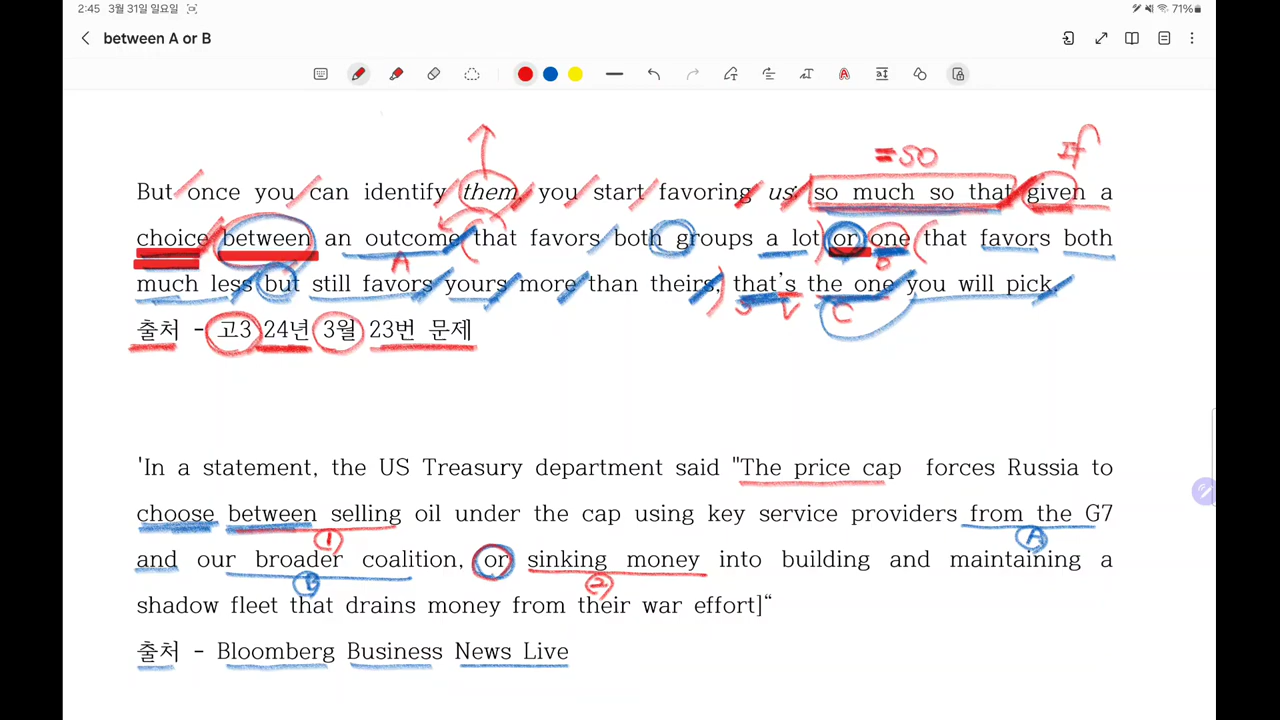 2:45 3월 31일 일요일 71%
between A or B
=so If
But once you can identify them, you start favoring us: so much so that given a
choice between an outcome that favors both groups a lot or one that favors both
A B
much less but still favors yours more than theirs, that's the one you will pick.
S V C
출처 - 고3 24년 3월 23번 문제
'In a statement, the US Treasury department said "The price cap forces Russia to
choose between selling oil under the cap using key service providers from the G7
① A
and our broader coalition, or sinking money into building and maintaining a
B ②
shadow fleet that drains money from their war effort]“
출처 - Bloomberg Business News Live